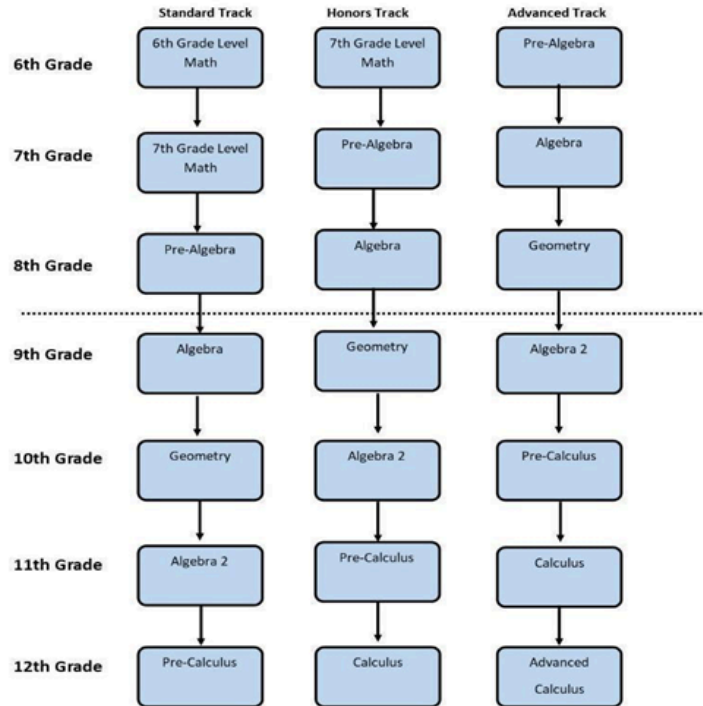 Standard Track
Honors Track
Advanced Track
6th Grade
6th Grade Level
Math
7th Grade Level
Math
Pre-Algebra
7th Grade
7th Grade Level
Math
Pre-Algebra
Algebra
8th Grade
Pre-Algebra
Algebra
Geometry
9th Grade
Algebra
Geometry
Algebra 2
10th Grade
Geometry
Algebra 2
Pre-Calculus
11th Grade
Algebra 2
Pre-Calculus
Calculus
12th Grade
Pre-Calculus
Calculus
Advanced
Calculus